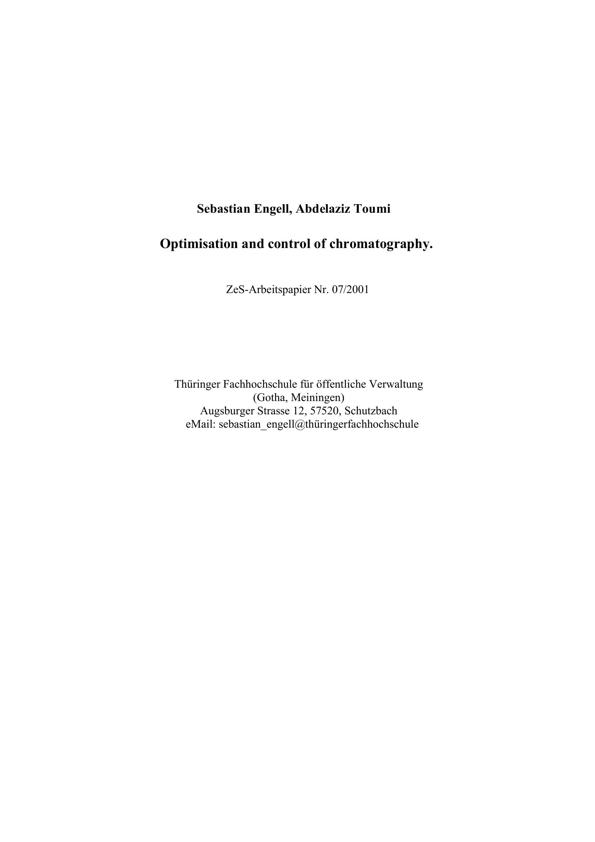 Sebastian Engell, Abdelaziz Toumi
Optimisation and control of chromatography.
ZeS-Arbeitspapier Nr. 07/2001
Thüringer Fachhochschule für öffentliche Verwaltung
(Gotha, Meiningen)
Augsburger Strasse 12, 57520, Schutzbach
eMail: sebastian_engell@thüringerfachhochschule